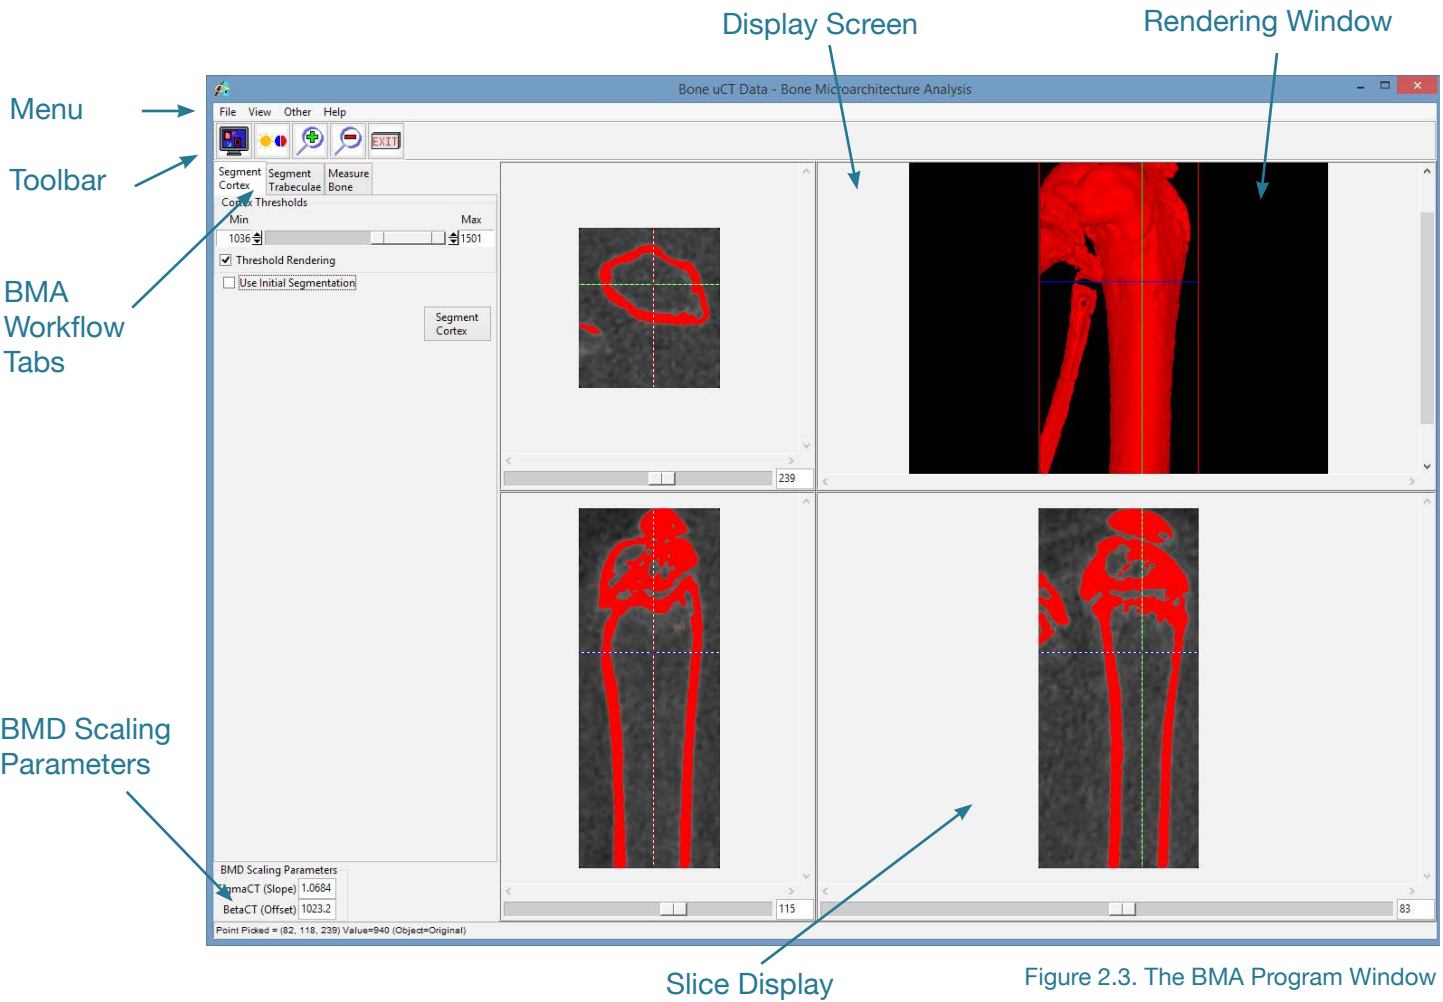 Display Screen
Rendering Window
Menu
Toolbar
BMA
Workflow
Tabs
BMD Scaling
Parameters
Slice Display
Bone uCT Data - Bone Microarchitecture Analysis
File View Other Help
EXIT
Segment
Cortex
Segment
Trabeculae
Measure
Bone
Cortex Thresholds
Min
Max
1036
1501
Threshold Rendering
Use Initial Segmentation
Segment
Cortex
239
115
83
BMD Scaling Parameters
SigmaCT (Slope) 1.0684
BetaCT (Offset) 1023.2
Point Picked = (82, 118, 239) Value=940 (Object=Original)
Figure 2.3. The BMA Program Window